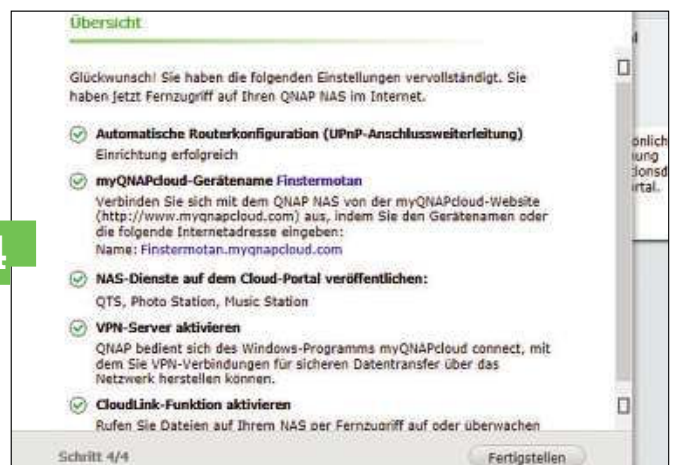 Übersicht
Glückwunsch! Sie haben die folgenden Einstellungen vervollständigt. Sie
haben jetzt Fernzugriff auf Ihren QNAP NAS im Internet.
Automatische Routerkonfiguration (UPnP-Anschlussweiterleitung)
Einrichtung erfolgreich
myQNAPcloud-Gerätename Finstermotan
Verbinden Sie sich mit dem QNAP NAS von der myQNAPcloud-Website
(http://www.myqnapcloud.com) aus, indem Sie den Gerätenamen oder
die folgende Internetadresse eingeben:
Name: Finstermotan.myqnapcloud.com
4
NAS-Dienste auf dem Cloud-Portal veröffentlichen:
QTS, Photo Station, Music Station
VPN-Server aktivieren
QNAP bedient sich des Windows-Programms myQNAPcloud connect, mit
dem Sie VPN-Verbindungen für sicheren Datentransfer über das
Netzwerk herstellen können.
CloudLink-Funktion aktivieren
Rufen Sie Dateien auf Ihrem NAS per Fernzugriff auf oder überwachen
Schritt 4/4
Fertigstellen